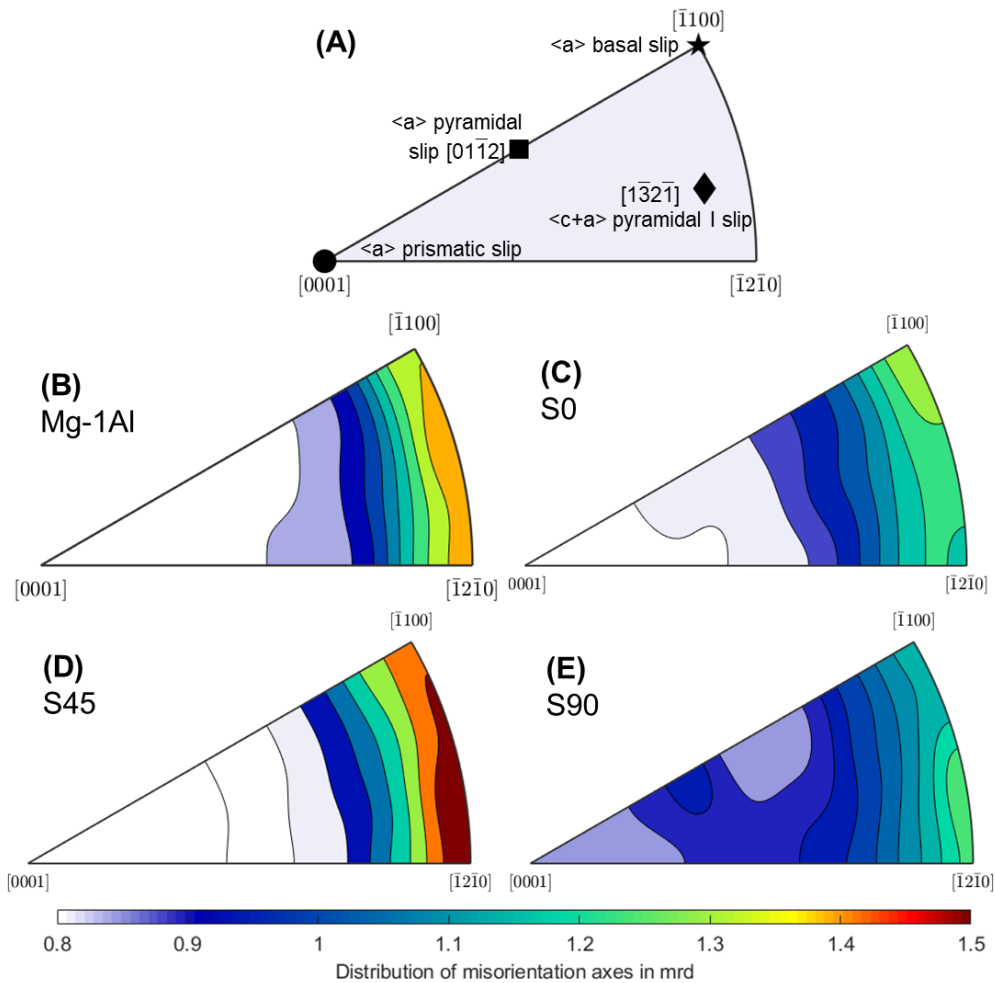 (A)
[1̅100]
<a> basal slip
<a> pyramidal
slip [011̅2]
[13̅21̅]
<c+a> pyramidal I slip
<a> prismatic slip
[0001]
[1̅21̅0]
(B)
Mg-1Al
[1̅100]
[0001]
[1̅21̅0]
(C)
S0
[1̅100]
0001]
[1̅21̅0]
(D)
S45
[1̅100]
[0001]
[1̅21̅0]
(E)
S90
[1̅100]
[0001]
[1̅21̅0]
0.8 0.9 1 1.1 1.2 1.3 1.4 1.5
Distribution of misorientation axes in mrd